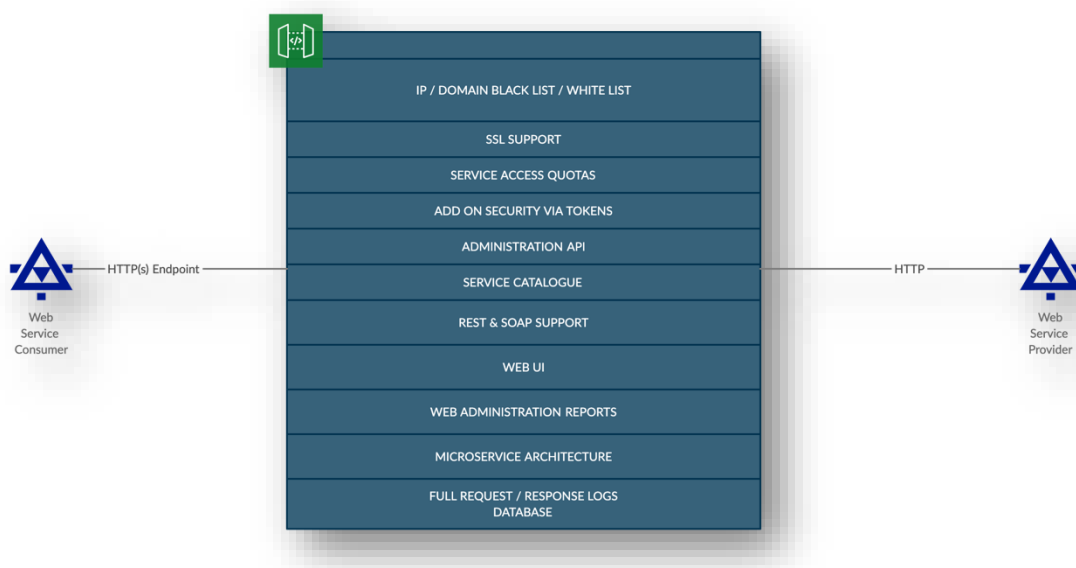 </>
IP / DOMAIN BLACK LIST / WHITE LIST
SSL SUPPORT
SERVICE ACCESS QUOTAS
ADD ON SECURITY VIA TOKENS
ADMINISTRATION API
HTTP(s) Endpoint
HTTP
SERVICE CATALOGUE
Web
Service
Consumer
Web
Service
Provider
REST & SOAP SUPPORT
WEB UI
WEB ADMINISTRATION REPORTS
MICROSERVICE ARCHITECTURE
FULL REQUEST / RESPONSE LOGS
DATABASE